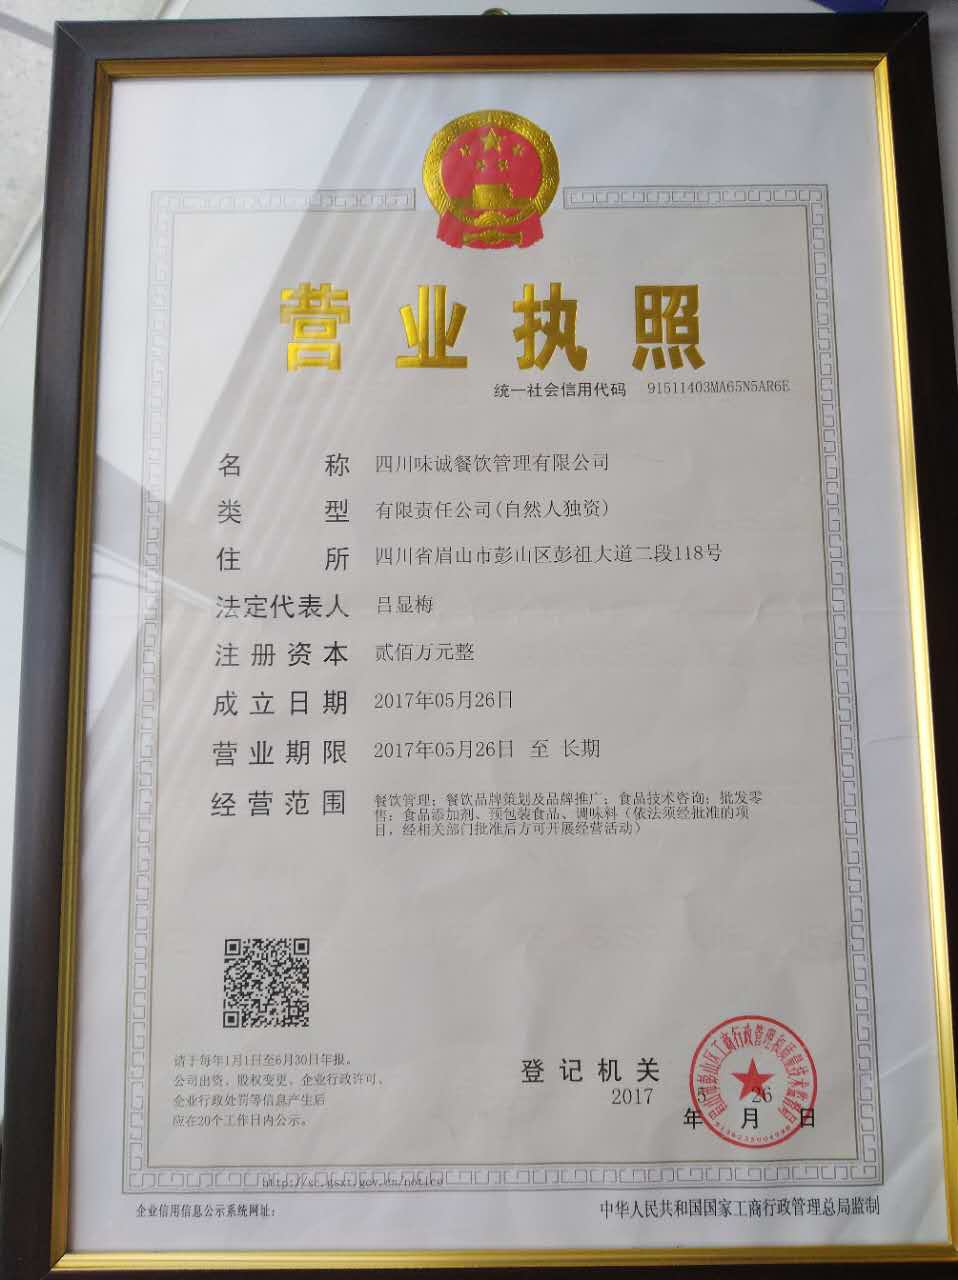 营业执照
统一社会信用代码 91511403MA65N5AR6E
名称 四川味诚餐饮管理有限公司
类型 有限责任公司(自然人独资)
住所 四川省眉山市彭山区彭祖大道二段118号
法定代表人 吕显梅
注册资本 贰佰万元整
成立日期 2017年05月26日
营业期限 2017年05月26日 至 长期
经营范围 餐饮管理；餐饮品牌策划及品牌推广；食品技术咨询；批发零
售：食品添加剂、预包装食品、调味料（依法须经批准的项
目，经相关部门批准后方可开展经营活动）
请于每年1月1日至6月30日年报。
公司出资、股权变更、企业行政许可、
企业行政处罚等信息产生后
应在20个工作日内公示。
登记机关
2017 5 26
年 月 日
http://sc.gsxt.gov.cn/notice
企业信用信息公示系统网址：
中华人民共和国国家工商行政管理总局监制